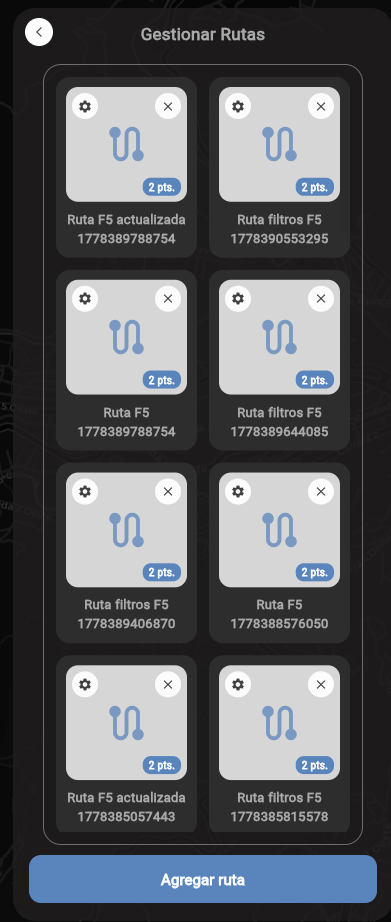 Gestionar Rutas
2 pts.
2 pts.
Ruta F5 actualizada
1778389788754
Ruta filtros F5
1778390553295
2 pts.
2 pts.
Ruta F5
1778389788754
Ruta filtros F5
1778389644085
2 pts.
2 pts.
Ruta filtros F5
1778389406870
Ruta F5
1778388576050
2 pts.
2 pts.
Ruta F5 actualizada
1778385057443
Ruta filtros F5
1778385815578
Agregar ruta